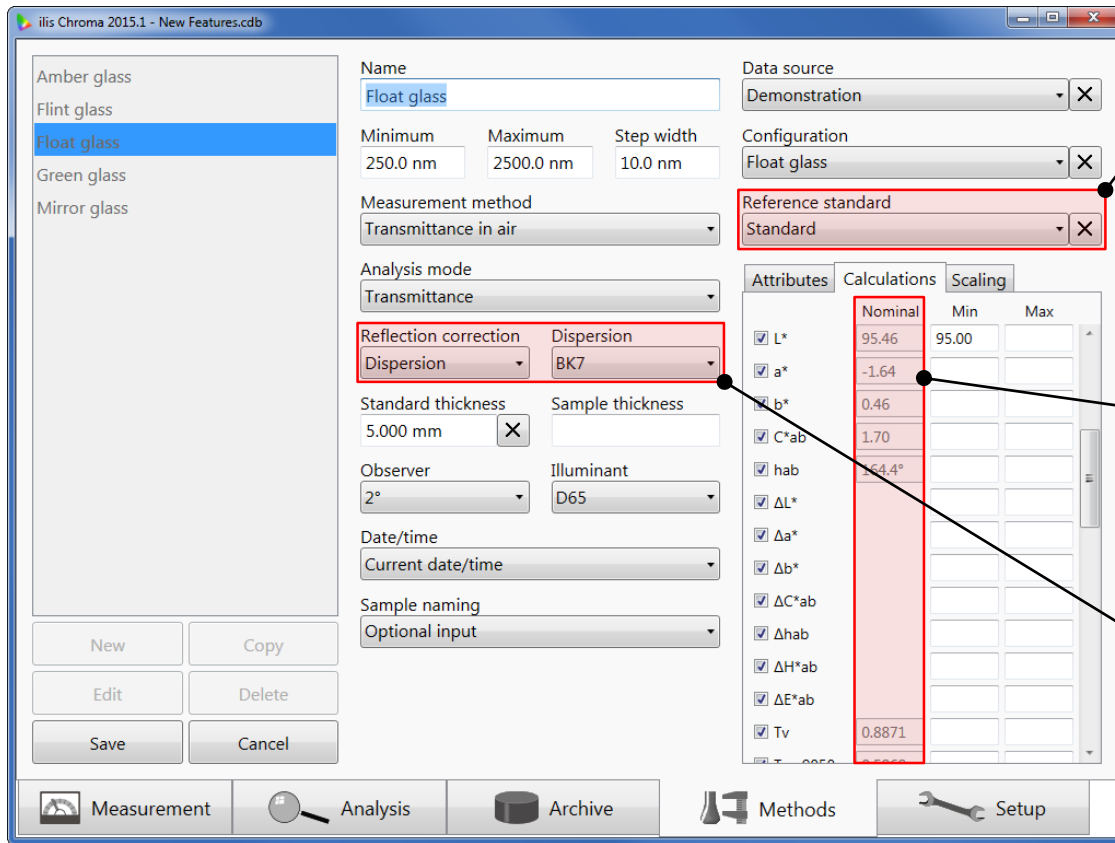 ilis Chroma 2015.1 - New Features.cdb
Amber glass
Flint glass
Float glass
Green glass
Mirror glass
New Copy
Edit Delete
Save Cancel
Name
Float glass
Minimum Maximum Step width
250.0 nm 2500.0 nm 10.0 nm
Measurement method
Transmittance in air
Analysis mode
Transmittance
Reflection correction Dispersion
Dispersion BK7
Standard thickness Sample thickness
5.000 mm
Observer Illuminant
2° D65
Date/time
Current date/time
Sample naming
Optional input
Data source
Demonstration
Configuration
Float glass
Reference standard
Standard
Attributes Calculations Scaling
Nominal Min Max
L* 95.46 95.00
a* -1.64
b* 0.46
C*ab 1.70
hab 164.4°
ΔL*
Δa*
Δb*
ΔC*ab
Δhab
ΔH*ab
ΔE*ab
Tv 0.8871
Measurement Analysis Archive Methods Setup